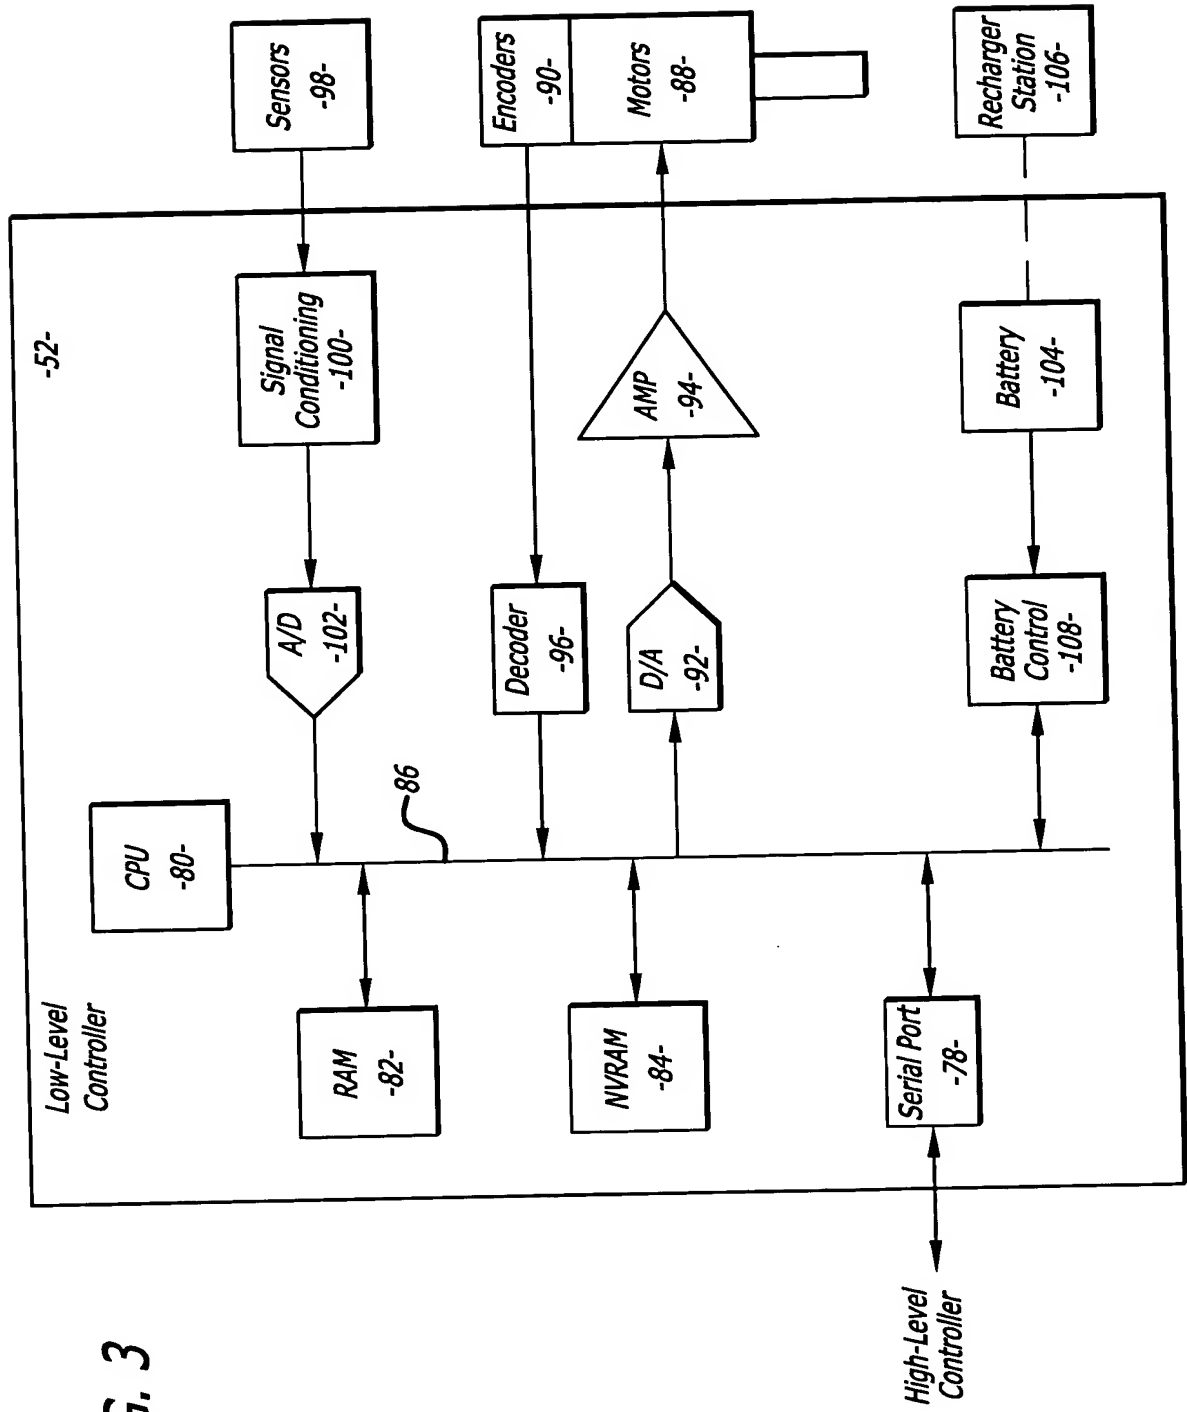 Low-Level
Controller
-52-
CPU
-80-
RAM
-82-
86
A/D
-102-
Signal
Conditioning
-100-
Sensors
-98-
NVRAM
-84-
Decoder
-96-
Encoders
-90-
D/A
-92-
AMP
-94-
Motors
-88-
High-Level
Controller
Serial Port
-78-
Battery
Control
-108-
Battery
-104-
Recharger
Station
-106-
G. 3